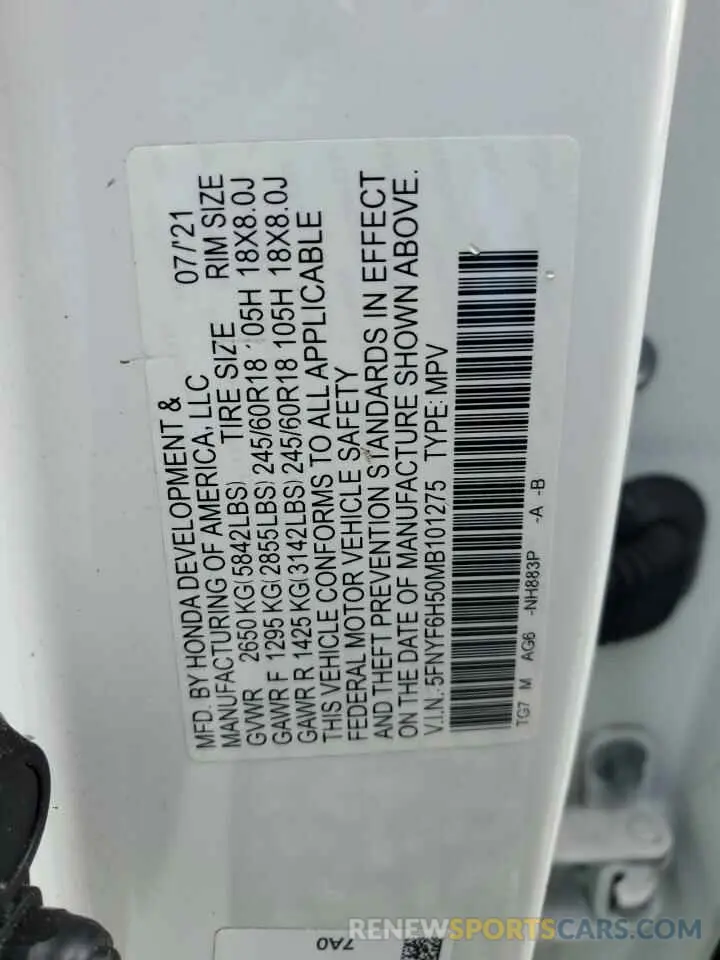 MFD. BY HONDA DEVELOPMENT & 07/'21
MANUFACTURING OF AMERICA, LLC
TIRE SIZE RIM SIZE
GVWR 2650 KG(5842LBS)
GAWR F 1295 KG(2855LBS) 245/60R18 105H 18X8.0J
GAWR R 1425 KG(3142LBS) 245/60R18 105H 18X8.0J
THIS VEHICLE CONFORMS TO ALL APPLICABLE
FEDERAL MOTOR VEHICLE SAFETY
AND THEFT PREVENTION STANDARDS IN EFFECT
ON THE DATE OF MANUFACTURE SHOWN ABOVE.
V.I.N.: 5FNYF6H50MB101275 TYPE: MPV
TG7 M AG6 -NH883P -A -B
7A0
RENEWSPORTSCARS.COM